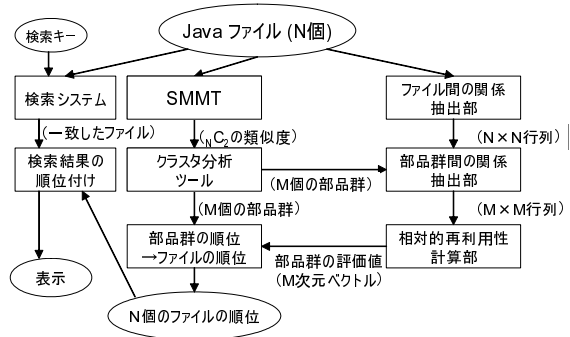 検索キー
Java ファイル (N個)
検索システム
SMMT
ファイル間の関係
抽出部
(一致したファイル)
(NC2の類似度)
(N×N行列)
検索結果の
順位付け
クラスタ分析
ツール
(M個の部品群)
部品群間の関係
抽出部
(M個の部品群)
(M×M行列)
部品群の順位
→ファイルの順位
部品群の評価値
(M次元ベクトル)
相対的再利用性
計算部
表示
N個のファイルの順位